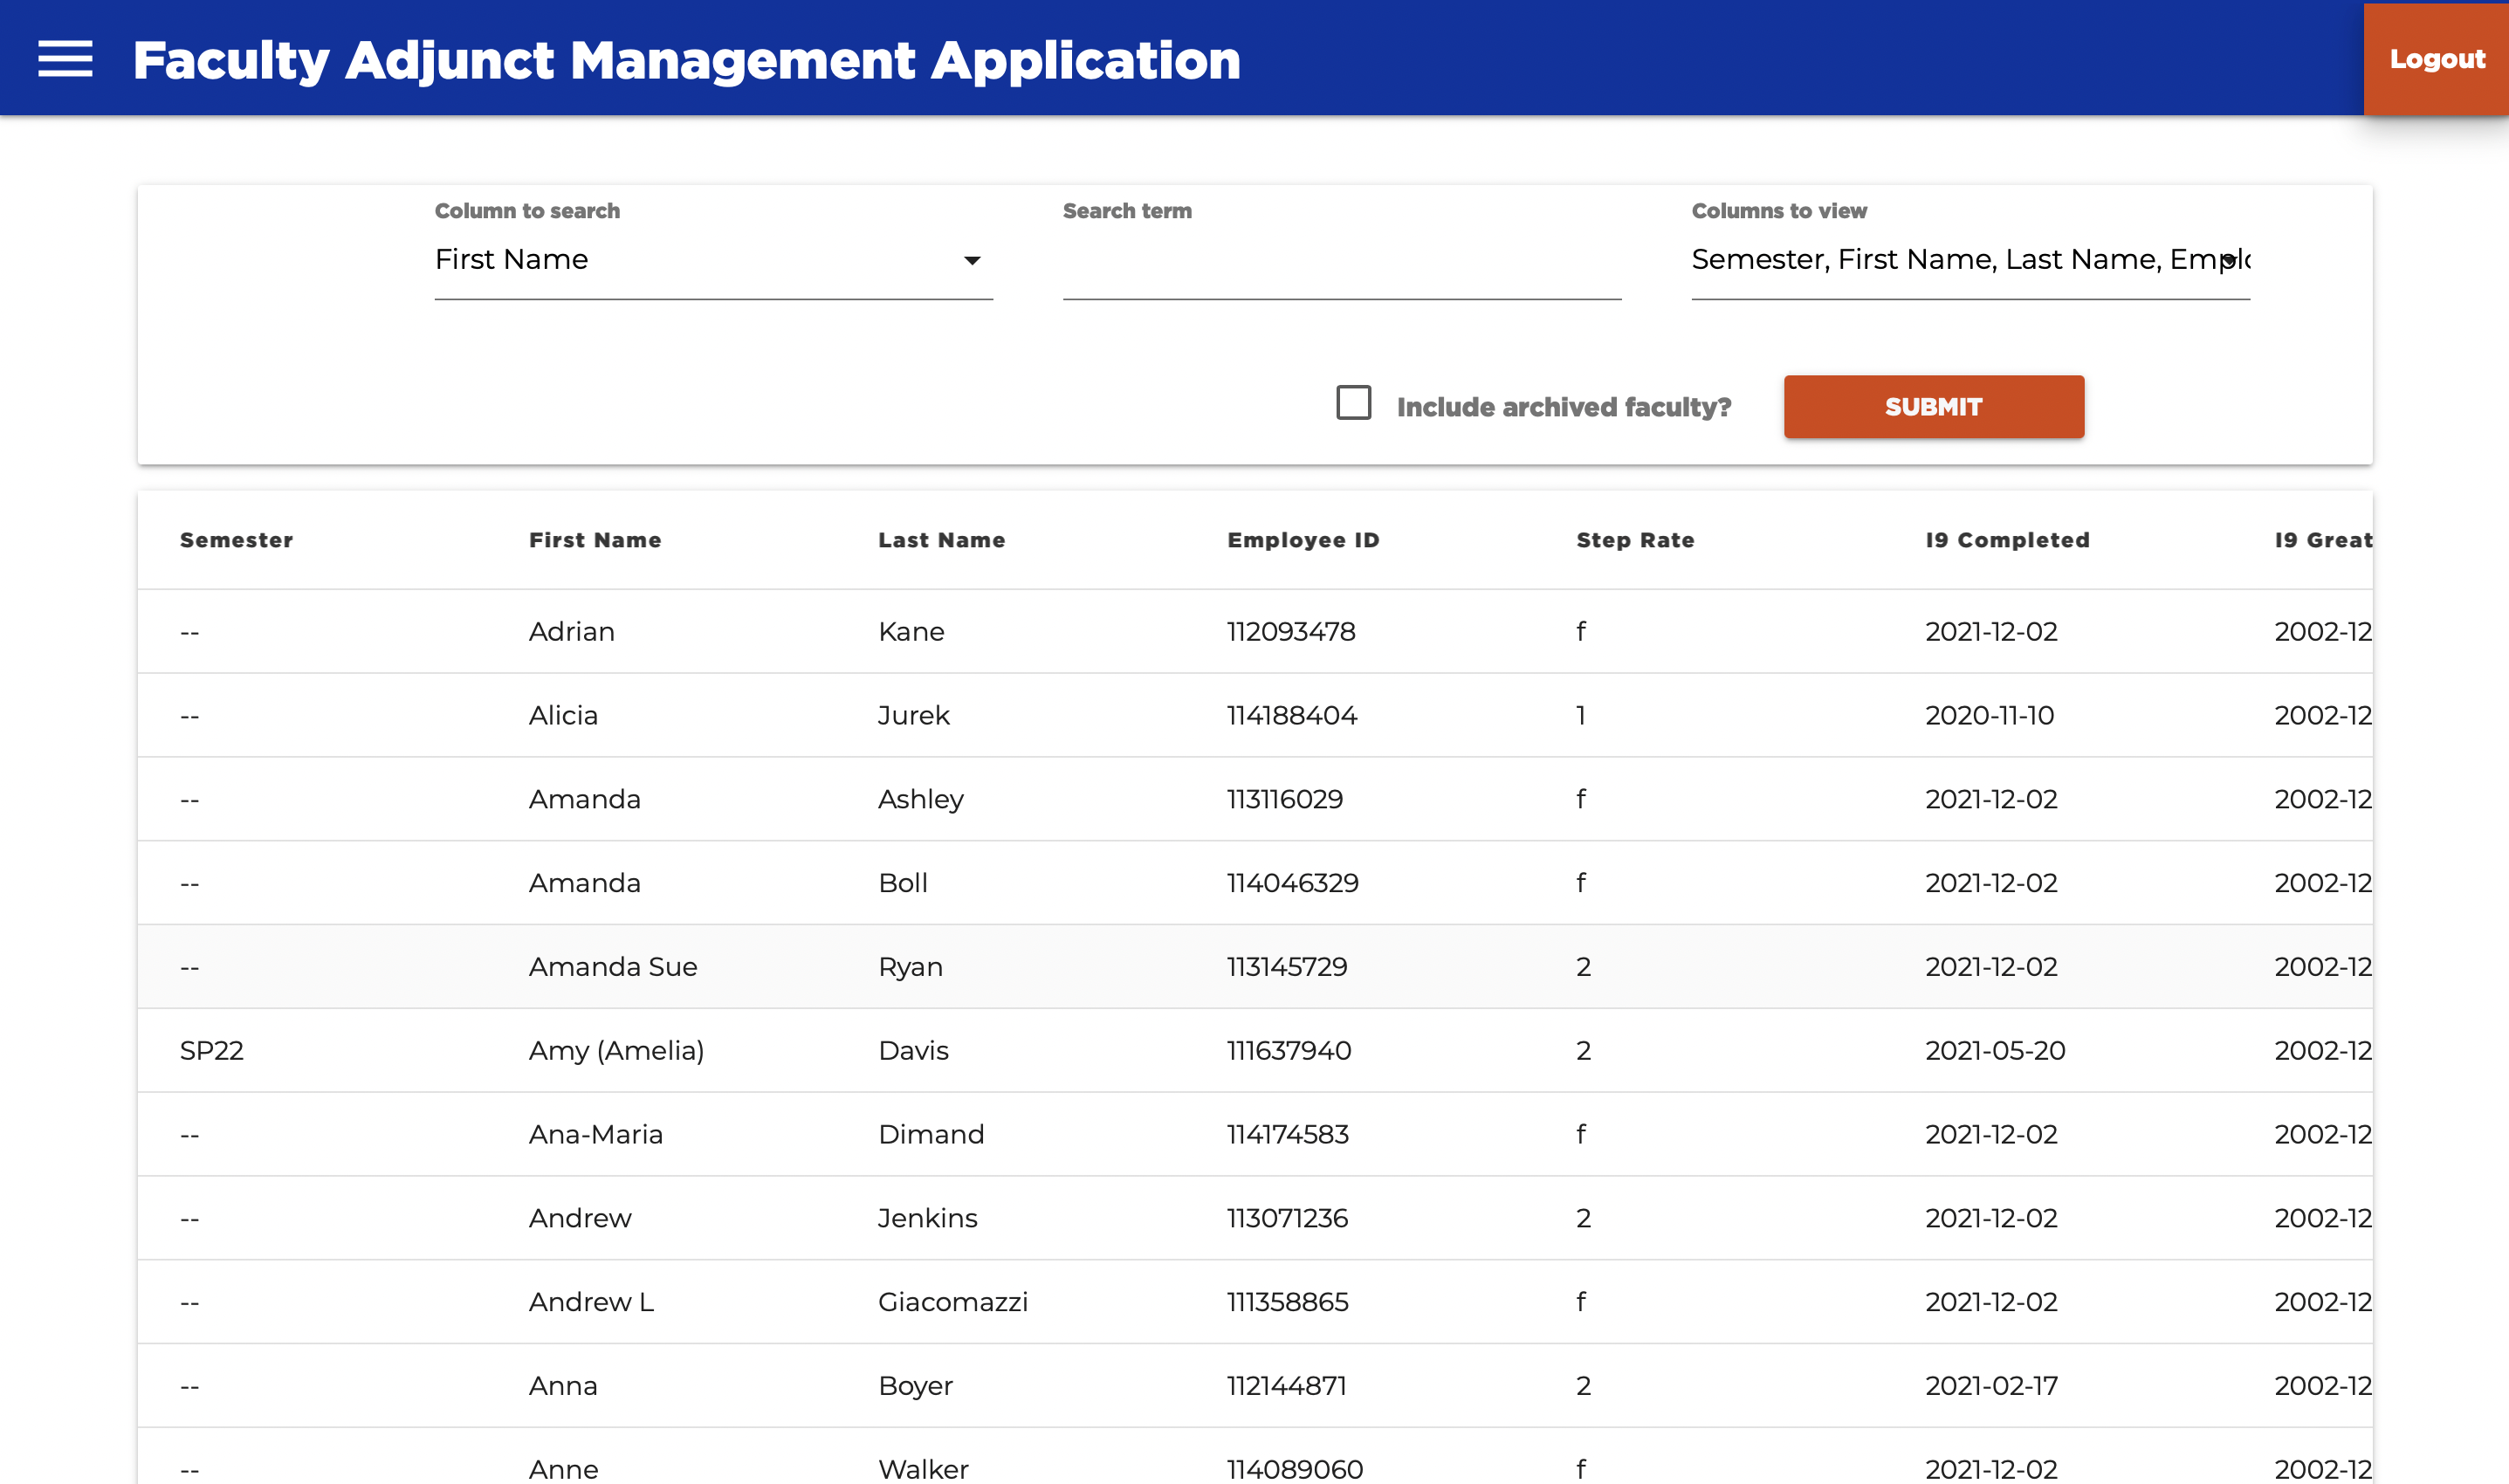 Faculty Adjunct Management Application
Logout
Column to search Search term Columns to view
First Name Semester, First Name, Last Name,
Include archived faculty? SUBMIT
Semester First Name Last Name Employee ID Step Rate I9 Completed I9 Great
-- Adrian Kane 112093478 f 2021-12-02 2002-12
-- Alicia Jurek 114188404 1 2020-11-10 2002-12
-- Amanda Ashley 113116029 f 2021-12-02 2002-12
-- Amanda Boll 114046329 f 2021-12-02 2002-12
-- Amanda Sue Ryan 113145729 2 2021-12-02 2002-12
SP22 Amy (Amelia) Davis 111637940 2 2021-05-20 2002-12
-- Ana-Maria Dimand 114174583 f 2021-12-02 2002-12
-- Andrew Jenkins 113071236 2 2021-12-02 2002-12
-- Andrew L Giacomazzi 111358865 f 2021-12-02 2002-12
-- Anna Boyer 112144871 2 2021-02-17 2002-12
-- Anne Walker 114089060 f 2021-12-02 2002-12